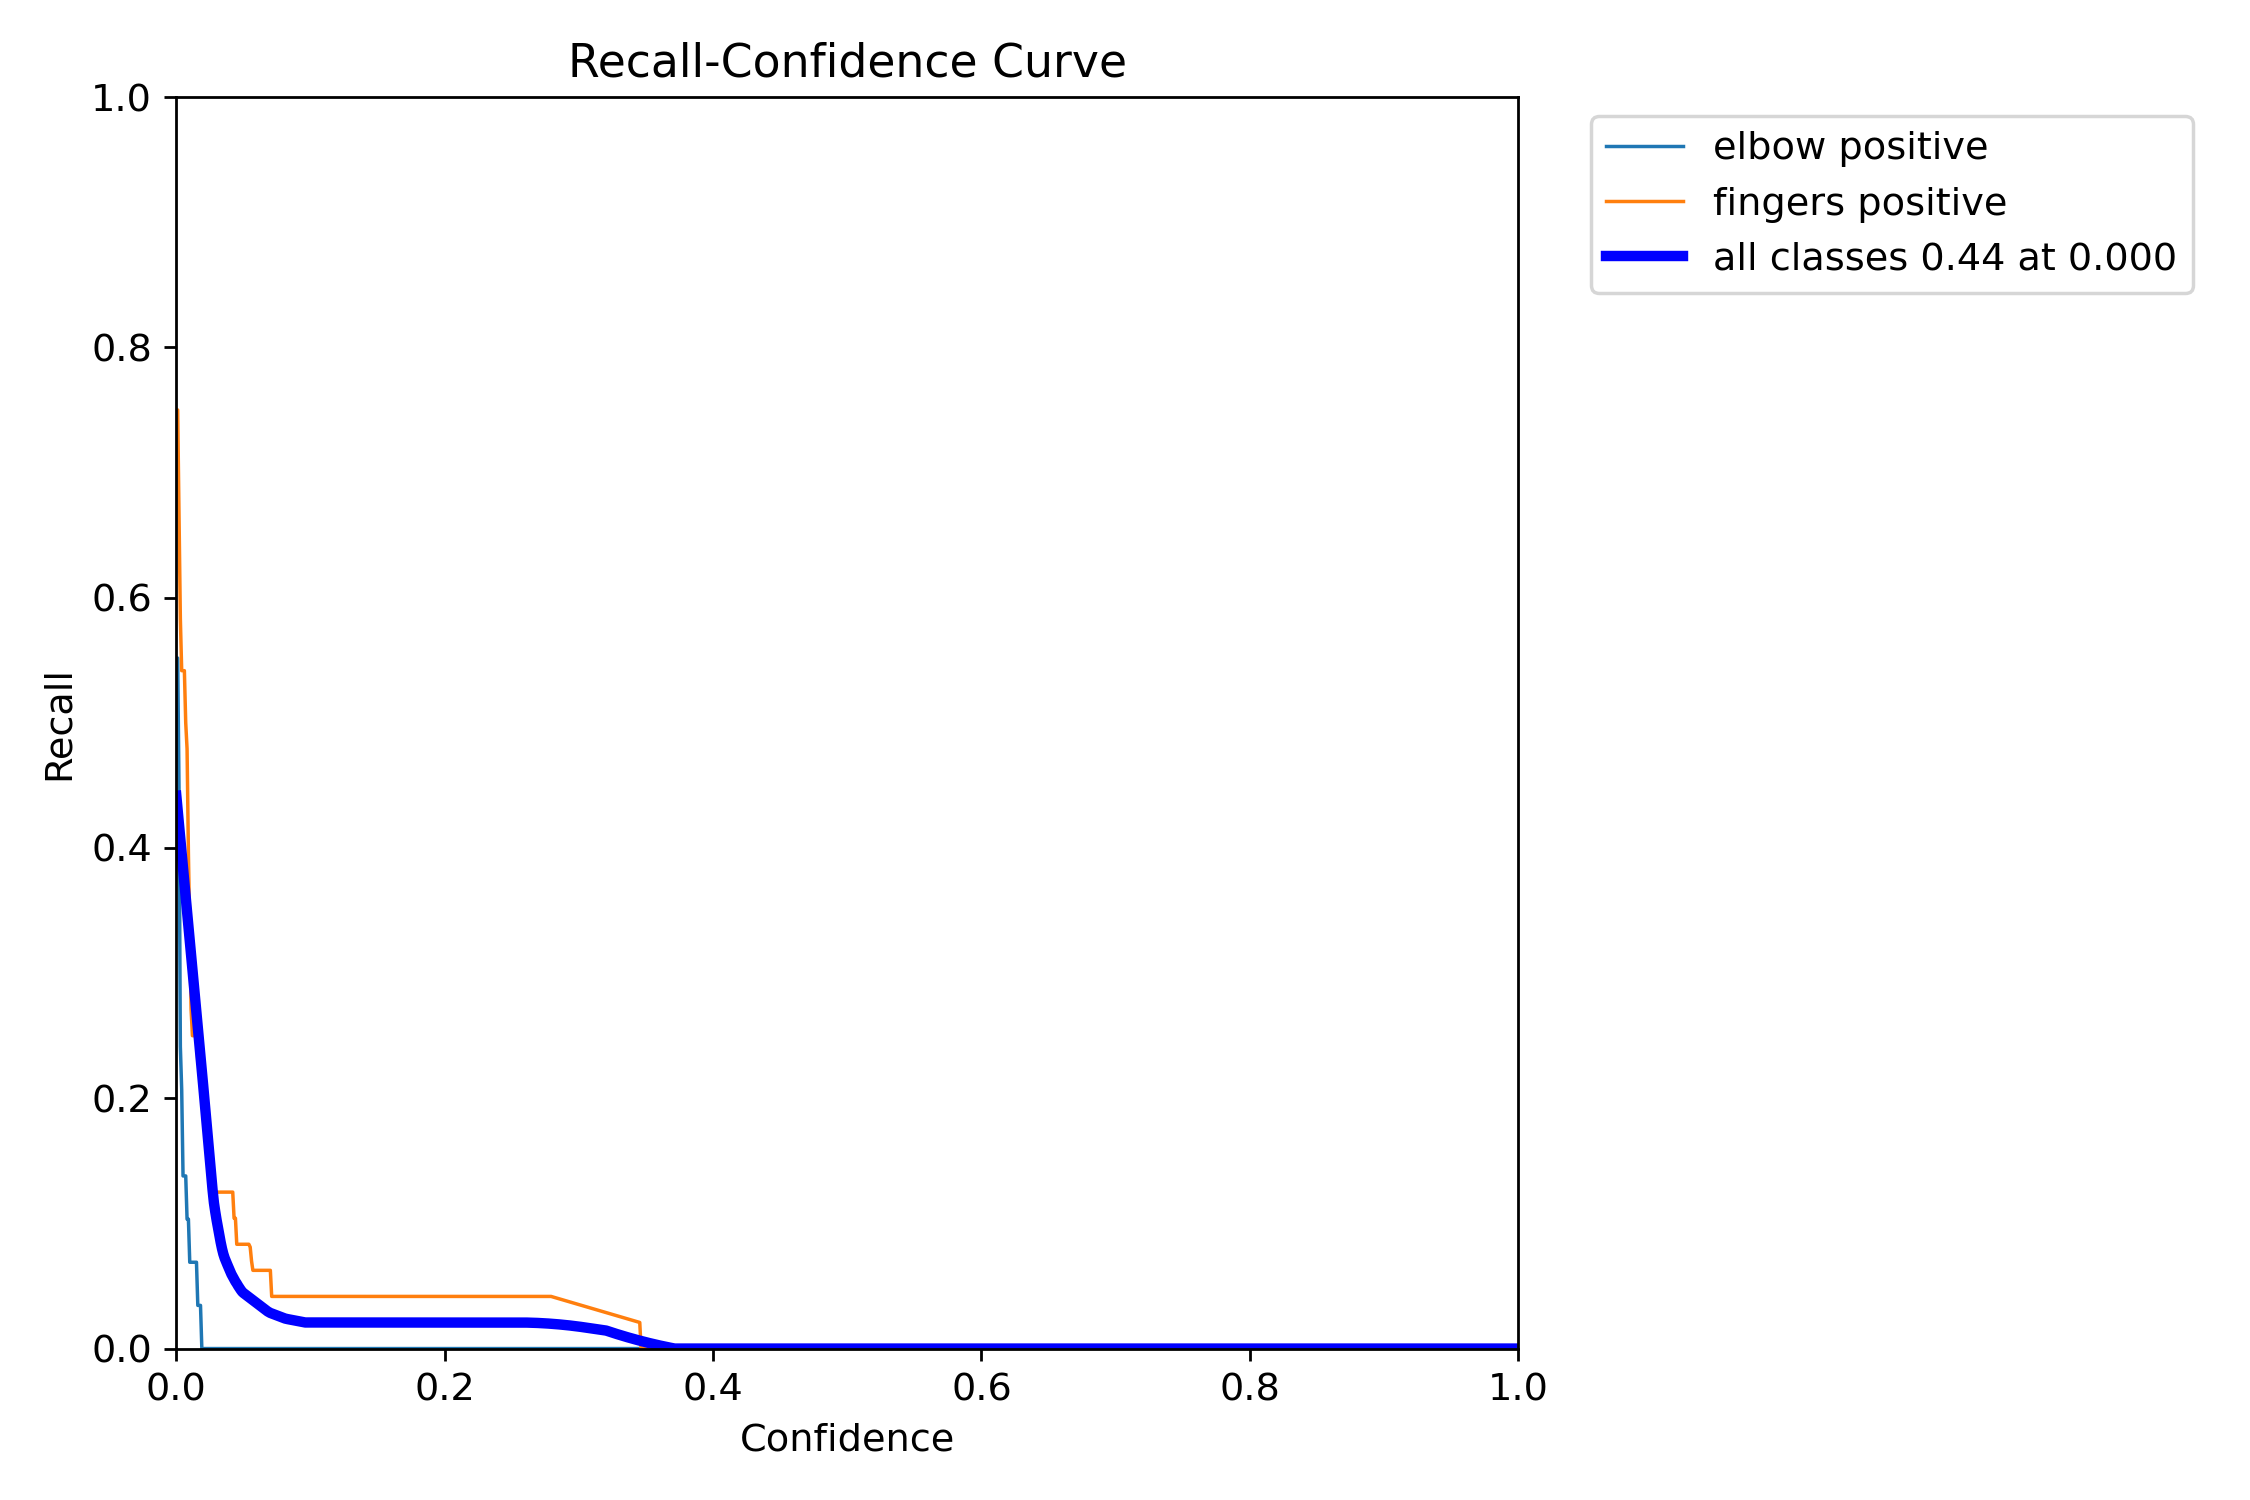 Recall-Confidence Curve
1.0
0.8
0.6
0.4
0.2
0.0
Recall
0.0 0.2 0.4 0.6 0.8 1.0
Confidence
elbow positive
fingers positive
all classes 0.44 at 0.000